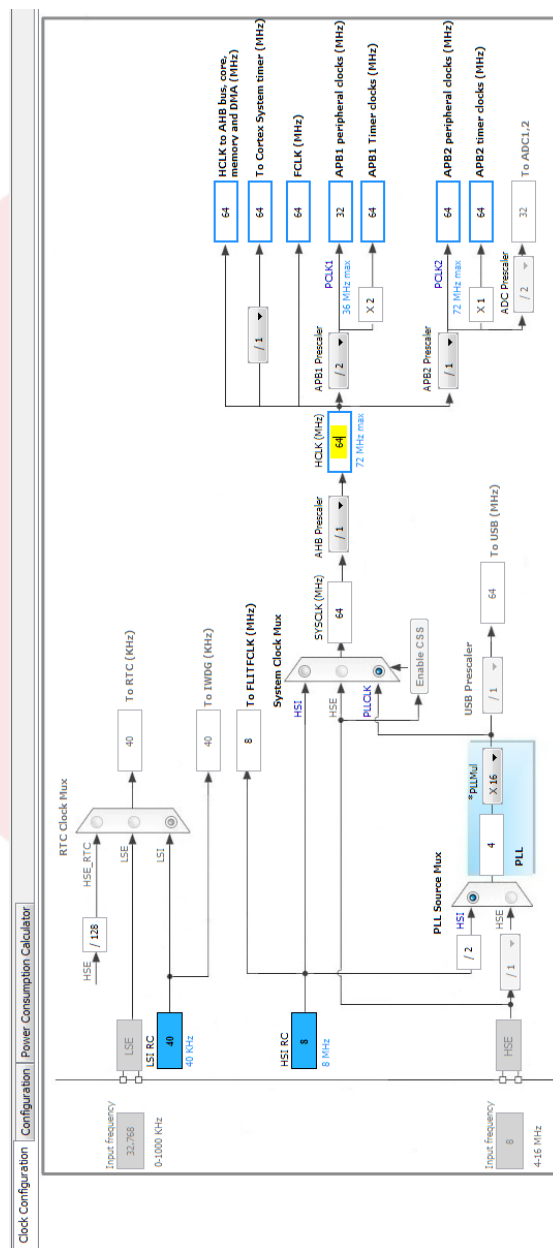 Clock Configuration
Configuration
Power Consumption Calculator
Input frequency
32.768
0-1000 KHz
LSE
LSI RC
40
40 KHz
HSE
/ 128
HSE_RTC
LSE
LSI
RTC Clock Mux
40
To RTC (KHz)
40
To IWDG (KHz)
HSI RC
8
8 MHz
8
To FLITFCLK (MHz)
System Clock Mux
HSI
HSE
PLLCLK
Enable CSS
SYSCLK (MHz)
64
AHB Prescaler
/ 1
HCLK (MHz)
64
72 MHz max
64
HCLK to AHB bus, core,
memory and DMA (MHz)
/ 1
64
To Cortex System timer (MHz)
64
FCLK (MHz)
APB1 Prescaler
/ 2
PCLK1
36 MHz max
32
APB1 peripheral clocks (MHz)
X 2
64
APB1 Timer clocks (MHz)
APB2 Prescaler
/ 1
PCLK2
72 MHz max
64
APB2 peripheral clocks (MHz)
X 1
64
APB2 timer clocks (MHz)
ADC Prescaler
/ 2
32
To ADC1,2
Input frequency
8
4-16 MHz
HSE
/ 2
/ 1
HSI
HSE
PLL Source Mux
4
*PLLMul
X 16
PLL
USB Prescaler
/ 1
64
To USB (MHz)